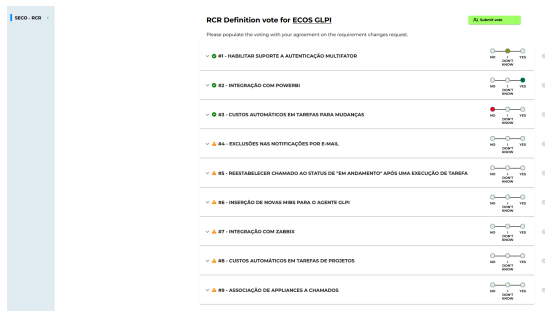 SECO - RCR
RCR Definition vote for ECOS GLPI
Submit vote
Please populate the voting with your agreement on the requirement changes request.
#1 - HABILITAR SUPORTE A AUTENTICAÇÃO MULTIFATOR
NO I DON'T KNOW YES
#2 - INTEGRAÇÃO COM POWERBI
NO I DON'T KNOW YES
#3 - CUSTOS AUTOMÁTICOS EM TAREFAS PARA MUDANÇAS
NO I DON'T KNOW YES
#4 - EXCLUSÕES NAS NOTIFICAÇÕES POR E-MAIL
NO I DON'T KNOW YES
#5 - REESTABELECER CHAMADO AO STATUS DE "EM ANDAMENTO" APÓS UMA EXECUÇÃO DE TAREFA
NO I DON'T KNOW YES
#6 - INSERÇÃO DE NOVAS MIBS PARA O AGENTE GLPI
NO I DON'T KNOW YES
#7 - INTEGRAÇÃO COM ZABBIX
NO I DON'T KNOW YES
#8 - CUSTOS AUTOMÁTICOS EM TAREFAS DE PROJETOS
NO I DON'T KNOW YES
#9 - ASSOCIAÇÃO DE APPLIANCES A CHAMADOS
NO I DON'T KNOW YES